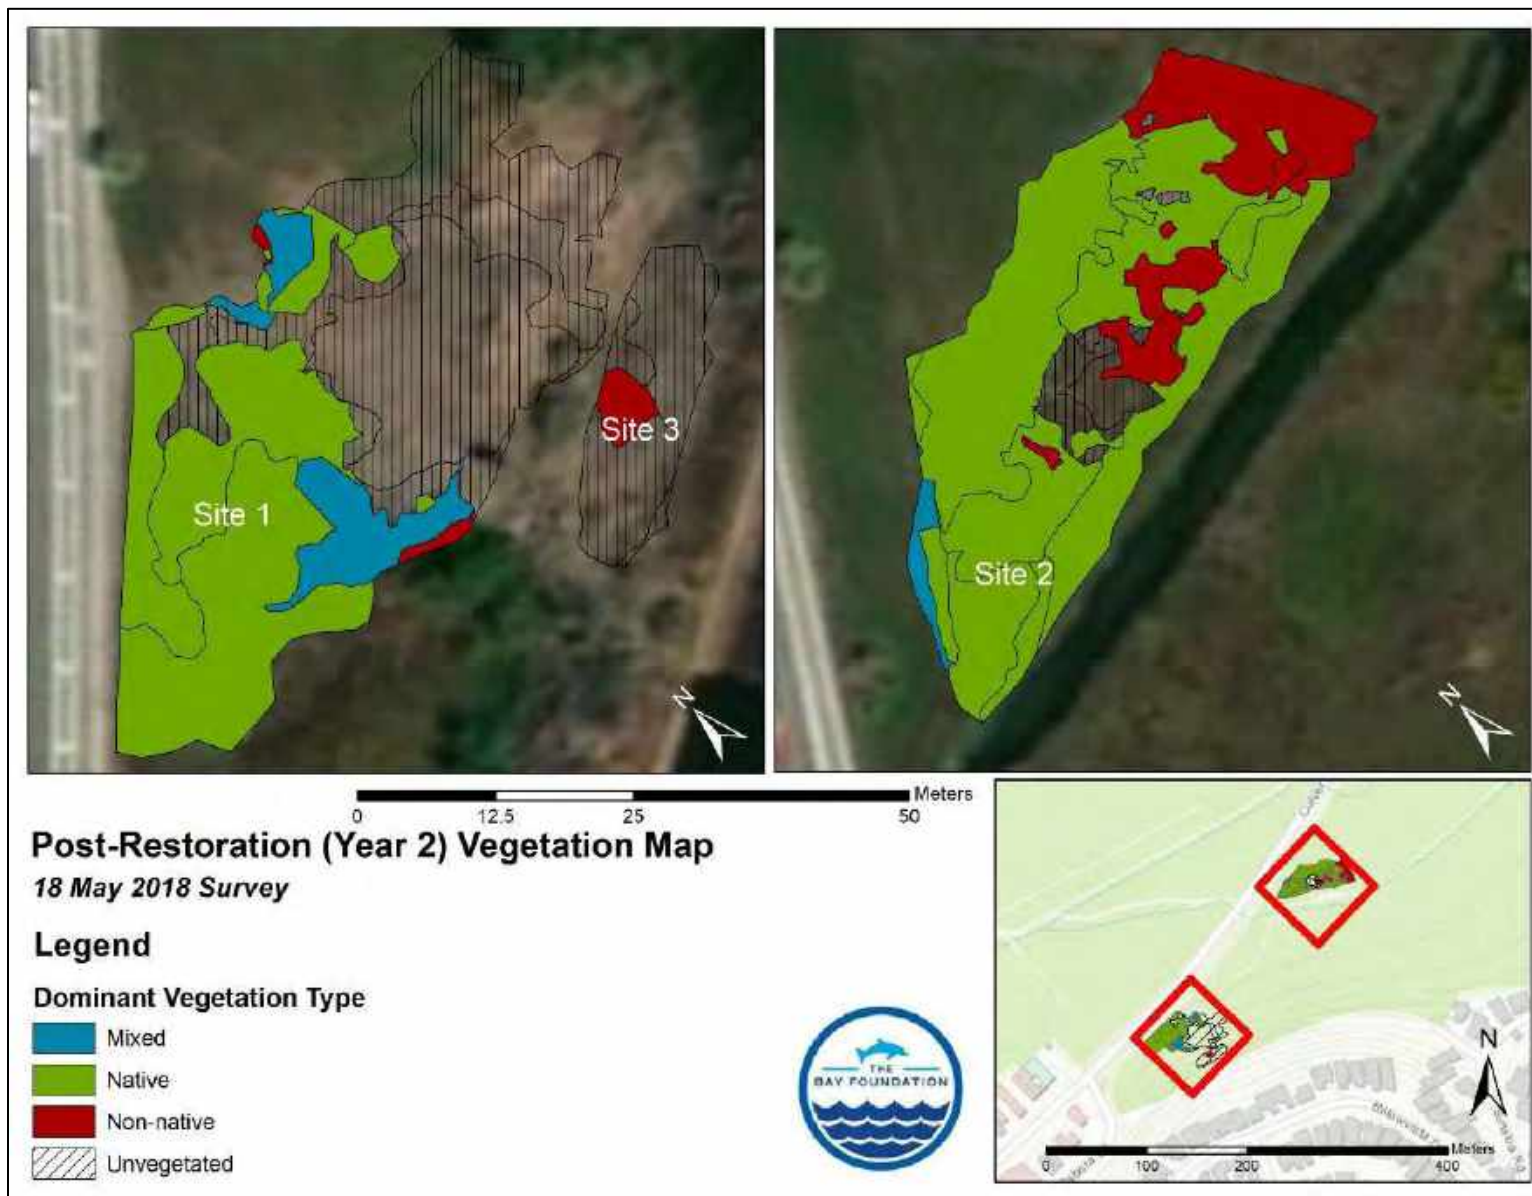 Site 1
Site 3
N
Site 2
N
0 12.5 25 50 Meters
Post-Restoration (Year 2) Vegetation Map
18 May 2018 Survey
Legend
Dominant Vegetation Type
Mixed
Native
Non-native
Unvegetated
THE
BAY FOUNDATION
Culver
N
Meters
0 100 200 400